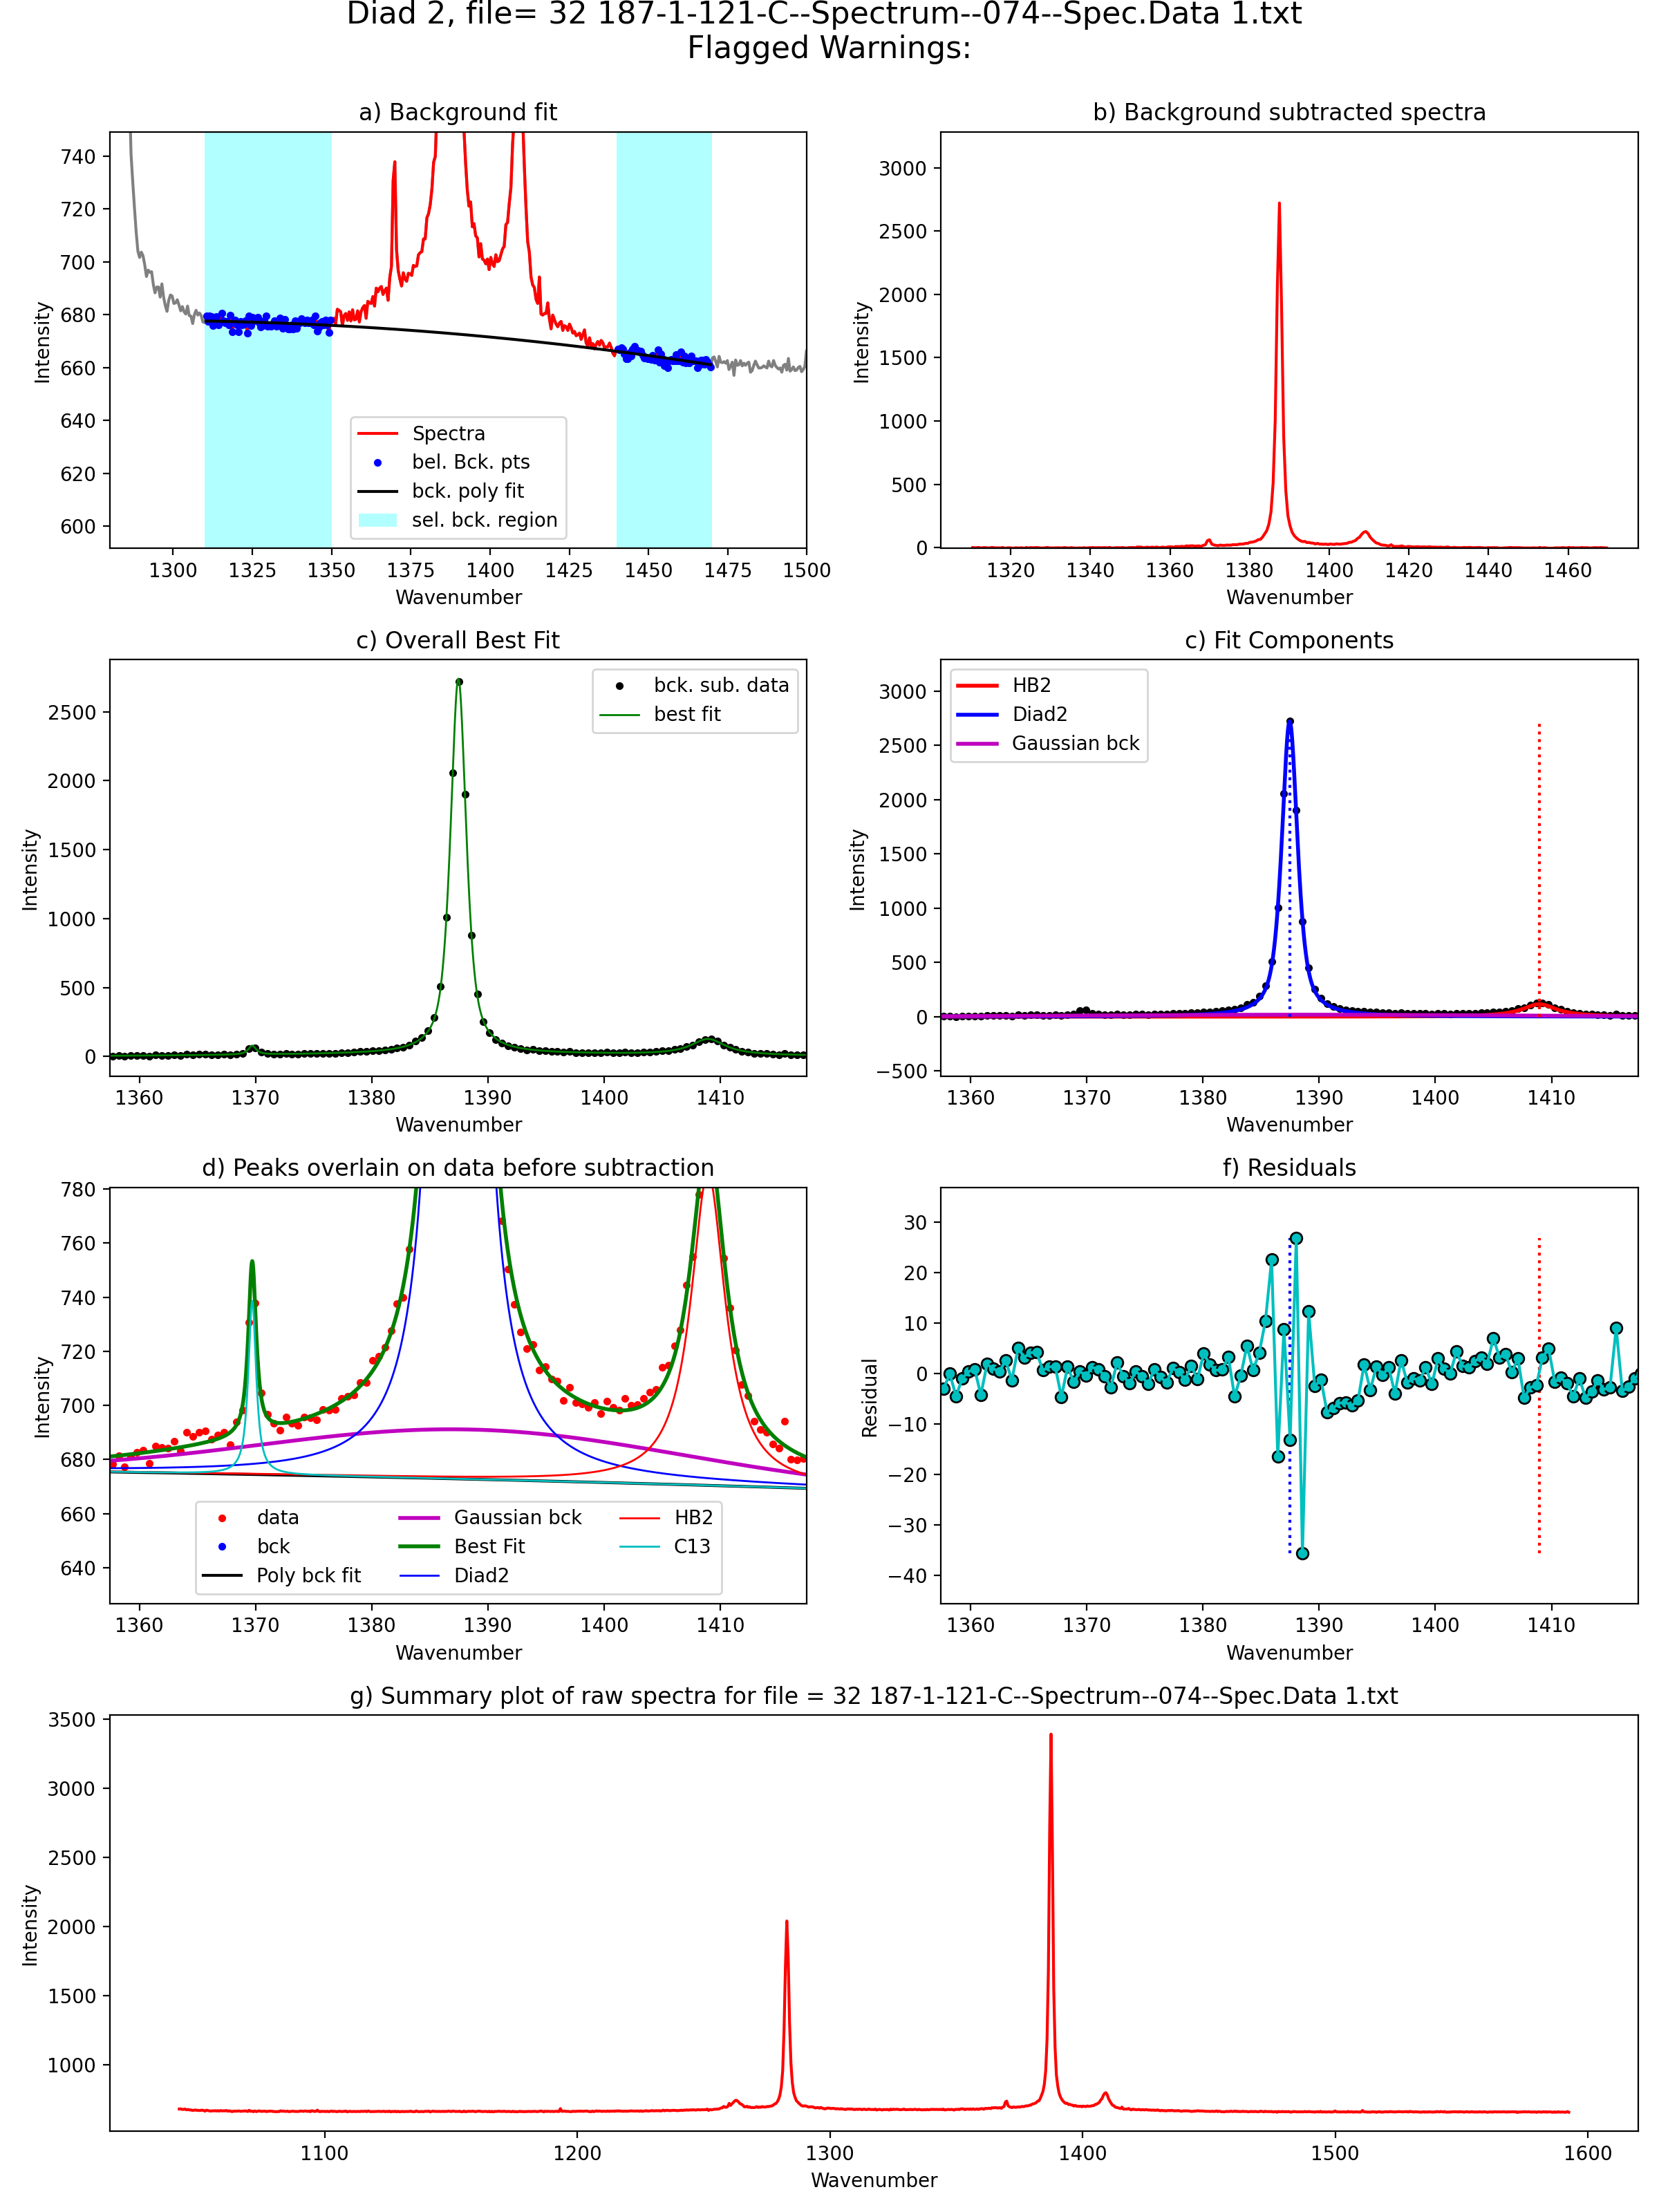 Diad 2, file= 32 187-1-121-C--Spectrum--074--Spec.Data 1.txt
Flagged Warnings:
a) Background fit
Intensity
740
720
700
680
660
640
620
600
Spectra
bel. Bck. pts
bck. poly fit
sel. bck. region
1300 1325 1350 1375 1400 1425 1450 1475 1500
Wavenumber
b) Background subtracted spectra
Intensity
3000
2500
2000
1500
1000
500
0
1320 1340 1360 1380 1400 1420 1440 1460
Wavenumber
c) Overall Best Fit
Intensity
2500
2000
1500
1000
500
0
bck. sub. data
best fit
1360 1370 1380 1390 1400 1410
Wavenumber
c) Fit Components
Intensity
3000
2500
2000
1500
1000
500
0
−500
HB2
Diad2
Gaussian bck
1360 1370 1380 1390 1400 1410
Wavenumber
d) Peaks overlain on data before subtraction
Intensity
780
760
740
720
700
680
660
640
data
bck
Poly bck fit
Gaussian bck
Best Fit
Diad2
HB2
C13
1360 1370 1380 1390 1400 1410
Wavenumber
f) Residuals
Residual
30
20
10
0
−10
−20
−30
−40
1360 1370 1380 1390 1400 1410
Wavenumber
g) Summary plot of raw spectra for file = 32 187-1-121-C--Spectrum--074--Spec.Data 1.txt
Intensity
3500
3000
2500
2000
1500
1000
1100 1200 1300 1400 1500 1600
Wavenumber